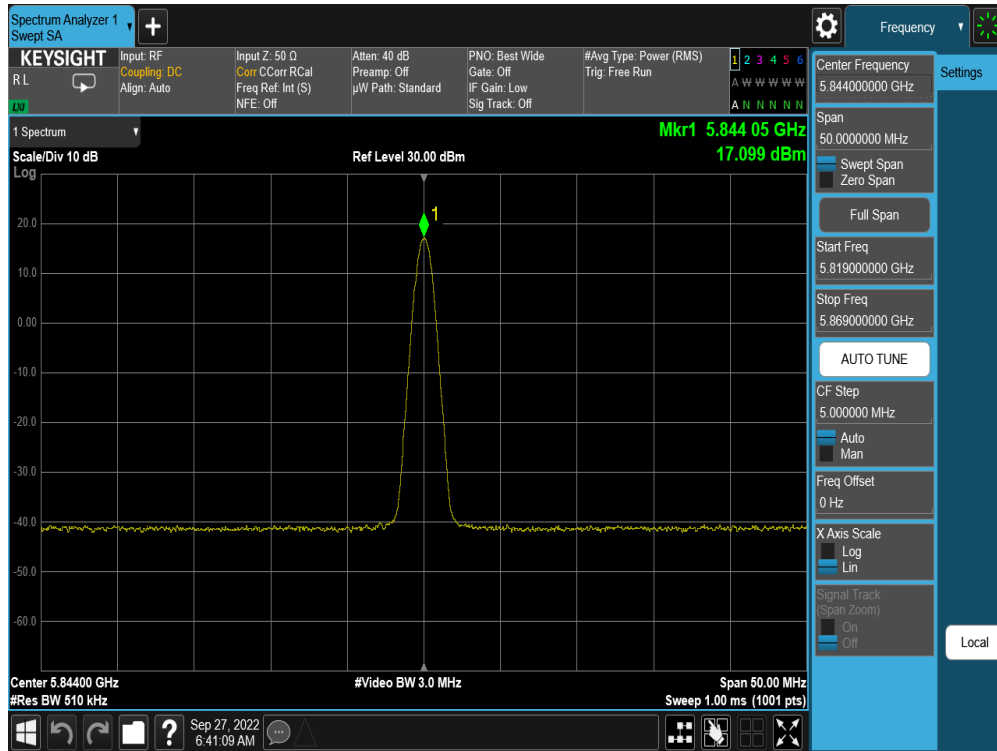 Spectrum Analyzer 1
Swept SA
Frequency
KEYSIGHT
R L
LXI
Input: RF
Coupling: DC
Align: Auto
Input Z: 50 Ω
Corr CCorr RCal
Freq Ref: Int (S)
NFE: Off
Atten: 40 dB
Preamp: Off
µW Path: Standard
PNO: Best Wide
Gate: Off
IF Gain: Low
Sig Track: Off
#Avg Type: Power (RMS)
Trig: Free Run
1 2 3 4 5 6
A W W W W W
A N N N N N
1 Spectrum
Scale/Div 10 dB
Log
Ref Level 30.00 dBm
Mkr1 5.844 05 GHz
17.099 dBm
1
20.0
10.0
0.00
-10.0
-20.0
-30.0
-40.0
-50.0
-60.0
Center 5.84400 GHz
#Res BW 510 kHz
#Video BW 3.0 MHz
Span 50.00 MHz
Sweep 1.00 ms (1001 pts)
Center Frequency
5.844000000 GHz
Settings
Span
50.0000000 MHz
Swept Span
Zero Span
Full Span
Start Freq
5.819000000 GHz
Stop Freq
5.869000000 GHz
AUTO TUNE
CF Step
5.000000 MHz
Auto
Man
Freq Offset
0 Hz
X Axis Scale
Log
Lin
Signal Track
(Span Zoom)
On
Off
Local
?
Sep 27, 2022
6:41:09 AM